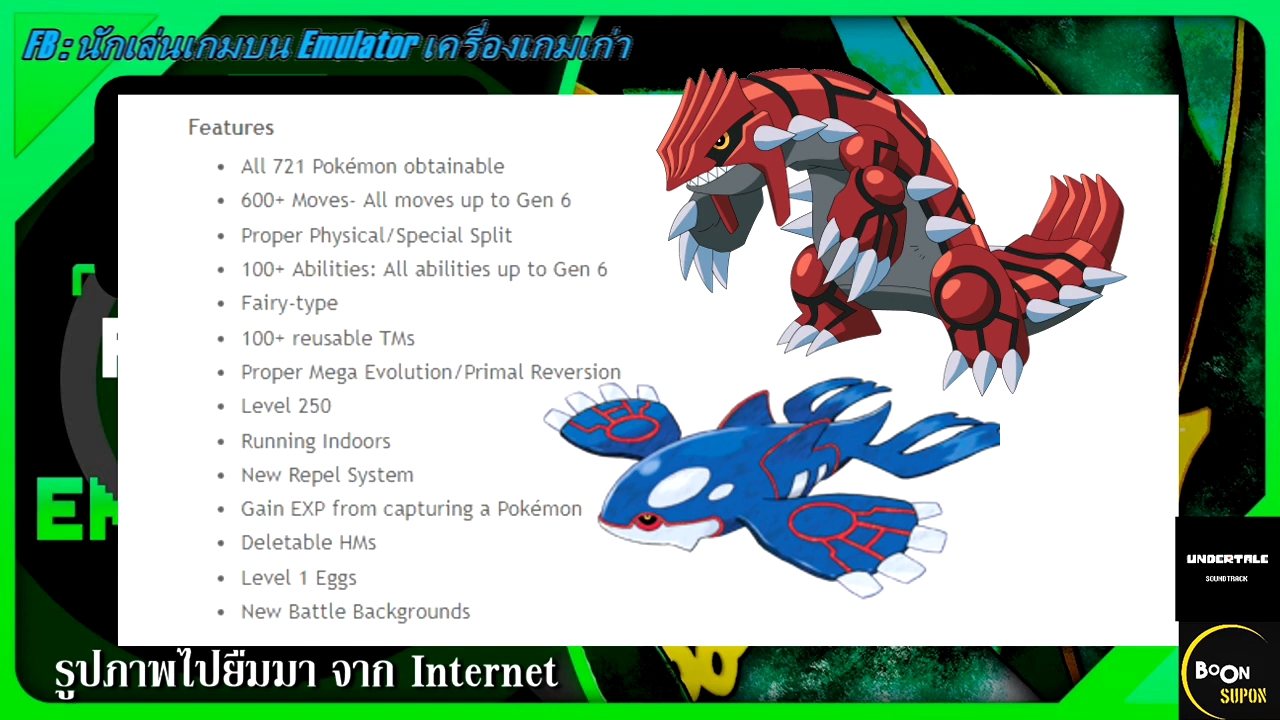 FB : นักเล่นเกมบน Emulator เครื่องเกมเก่า
Features
• All 721 Pokémon obtainable
• 600+ Moves- All moves up to Gen 6
• Proper Physical/Special Split
• 100+ Abilities: All abilities up to Gen 6
• Fairy-type
• 100+ reusable TMs
• Proper Mega Evolution/Primal Reversion
• Level 250
• Running Indoors
• New Repel System
• Gain EXP from capturing a Pokémon
• Deletable HMs
• Level 1 Eggs
• New Battle Backgrounds
UNDERTALE
SOUNDTRACK
รูปภาพไปยืมมา จาก Internet
BOON
SUPON